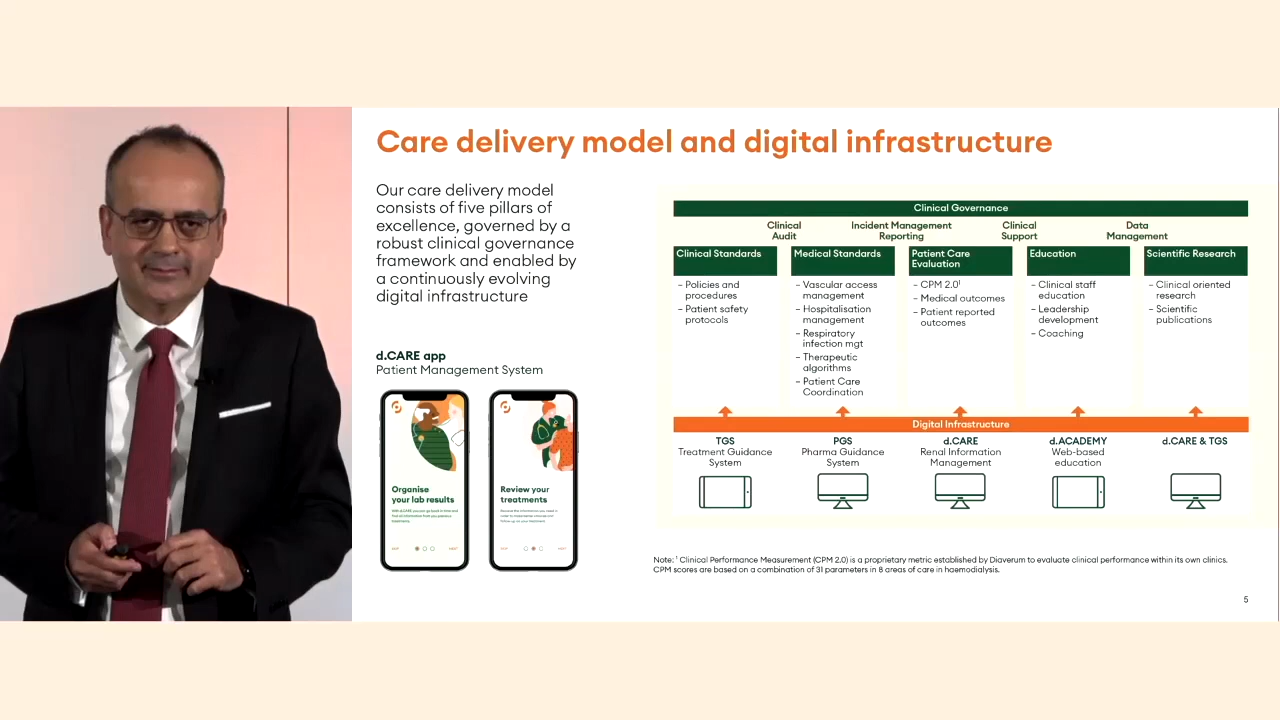 Care delivery model and digital infrastructure
Our care delivery model
consists of five pillars of
excellence, governed by a
robust clinical governance
framework and enabled by
a continuously evolving
digital infrastructure
d.CARE app
Patient Management System
Organise
your lab results
Review your
treatments
Clinical Governance
Clinical
Audit
Incident Management
Reporting
Clinical
Support
Data
Management
Clinical Standards
– Policies and
procedures
– Patient safety
protocols
Medical Standards
– Vascular access
management
– Hospitalisation
management
– Respiratory
infection mgt
– Therapeutic
algorithms
– Patient Care
Coordination
Patient Care
Evaluation
– CPM 2.0¹
– Medical outcomes
– Patient reported
outcomes
Education
– Clinical staff
education
– Leadership
development
– Coaching
Scientific Research
– Clinical oriented
research
– Scientific
publications
Digital Infrastructure
TGS
Treatment Guidance
System
PGS
Pharma Guidance
System
d.CARE
Renal Information
Management
d.ACADEMY
Web-based
education
d.CARE & TGS
Note: ¹ Clinical Performance Measurement (CPM 2.0) is a proprietary metric established by Diaverum to evaluate clinical performance within its own clinics.
CPM scores are based on a combination of 31 parameters in 8 areas of care in haemodialysis.
5